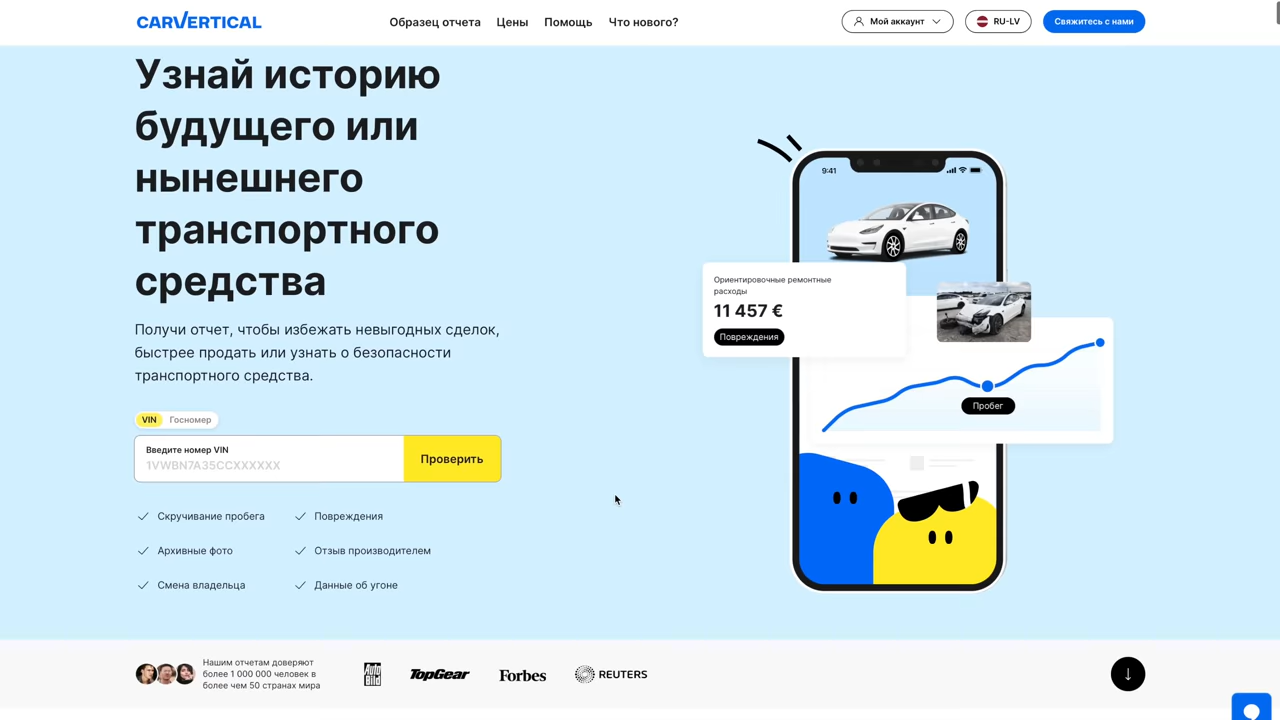 CARVERTICAL
Образец отчета
Цены
Помощь
Что нового?
Мой аккаунт
RU-LV
Свяжитесь с нами
Узнай историю
будущего или
нынешнего
транспортного
средства
Получи отчет, чтобы избежать невыгодных сделок,
быстрее продать или узнать о безопасности
транспортного средства.
VIN
Госномер
Введите номер VIN
1VWBN7A35CCXXXXXX
Проверить
Скручивание пробега
Повреждения
Архивные фото
Отзыв производителем
Смена владельца
Данные об угоне
9:41
Ориентировочные ремонтные
расходы
11 457 €
Повреждения
Пробег
Нашим отчетам доверяют
более 1 000 000 человек в
более чем 50 странах мира
Auto
Bild
TopGear
Forbes
REUTERS